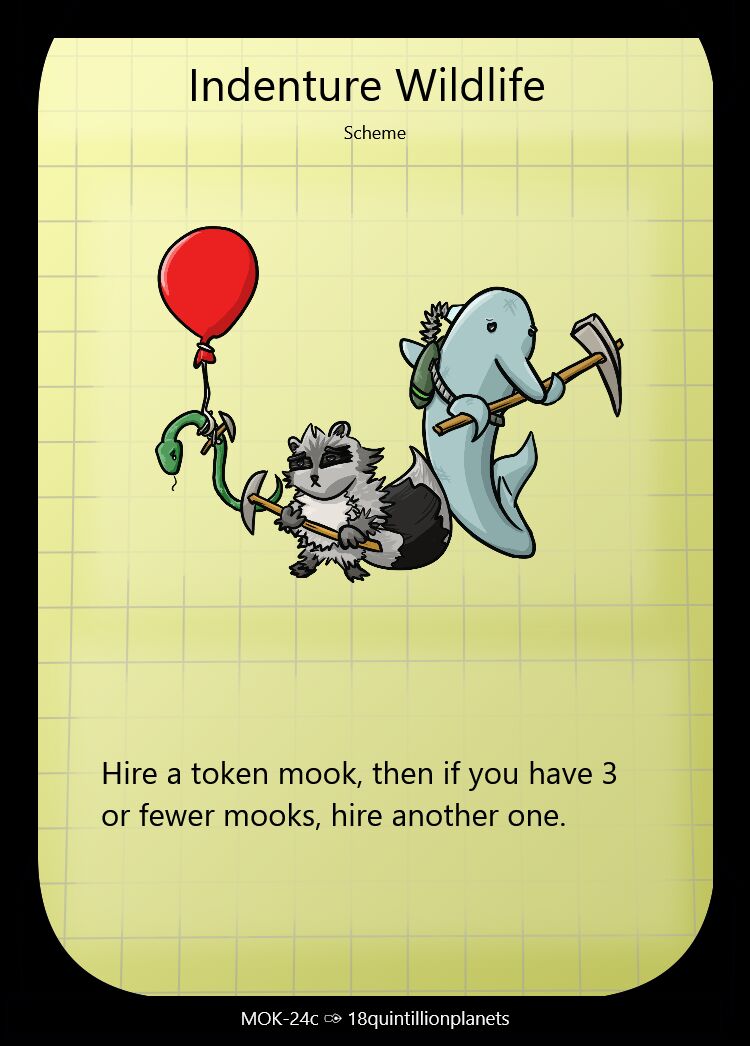 Indenture Wildlife
Scheme
Hire a token mook, then if you have 3
or fewer mooks, hire another one.
MOK-24c ✑ 18quintillionplanets